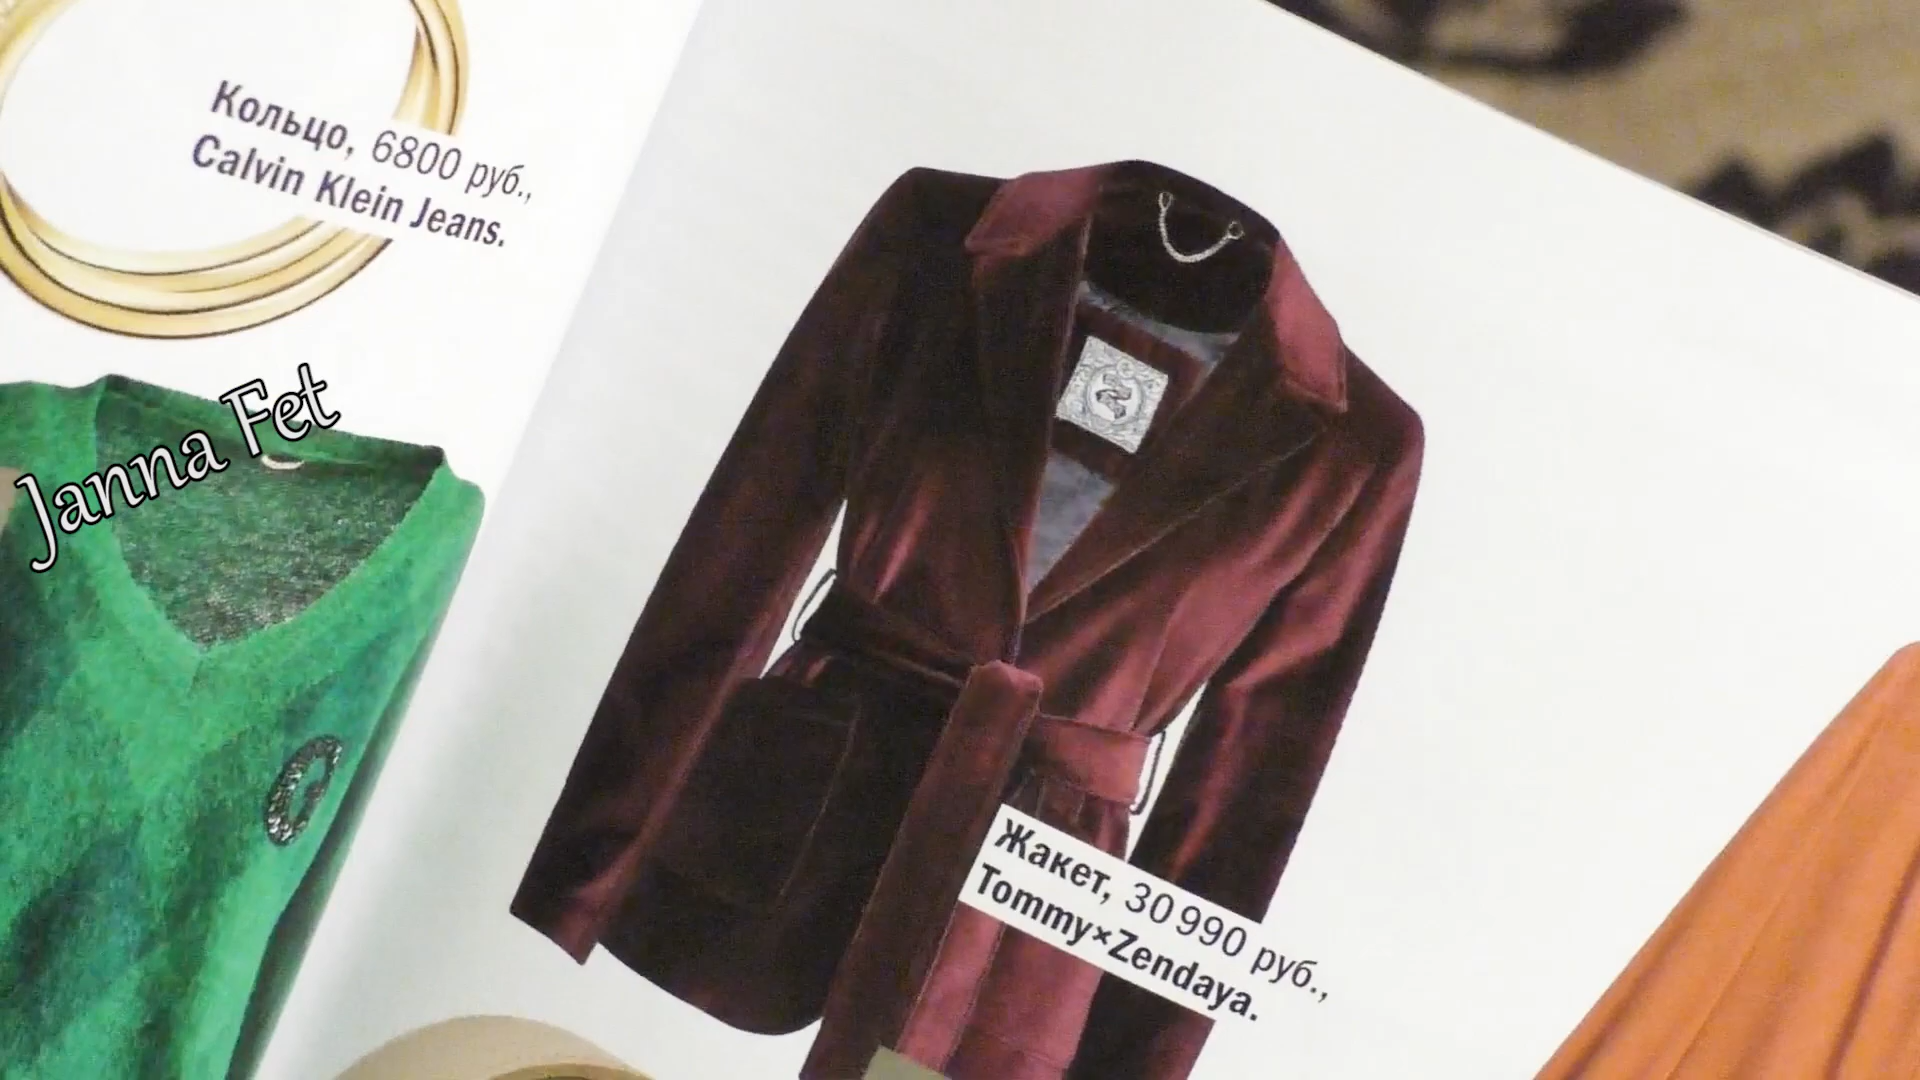 Кольцо, 6800 руб.,
Calvin Klein Jeans.
Janna Fet
Жакет, 30 990 руб.,
Tommy×Zendaya.